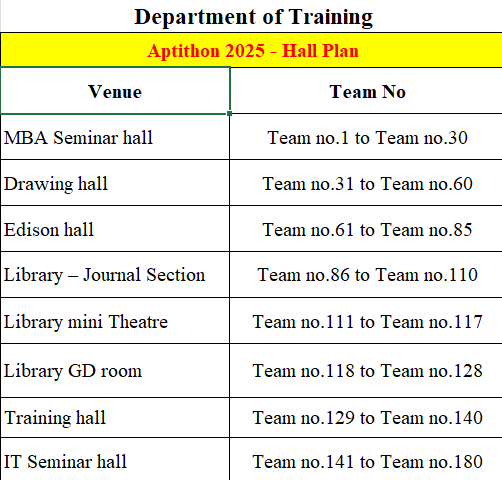 Department of Training
Aptithon 2025 - Hall Plan
Venue Team No
MBA Seminar hall Team no.1 to Team no.30
Drawing hall Team no.31 to Team no.60
Edison hall Team no.61 to Team no.85
Library – Journal Section Team no.86 to Team no.110
Library mini Theatre Team no.111 to Team no.117
Library GD room Team no.118 to Team no.128
Training hall Team no.129 to Team no.140
IT Seminar hall Team no.141 to Team no.180